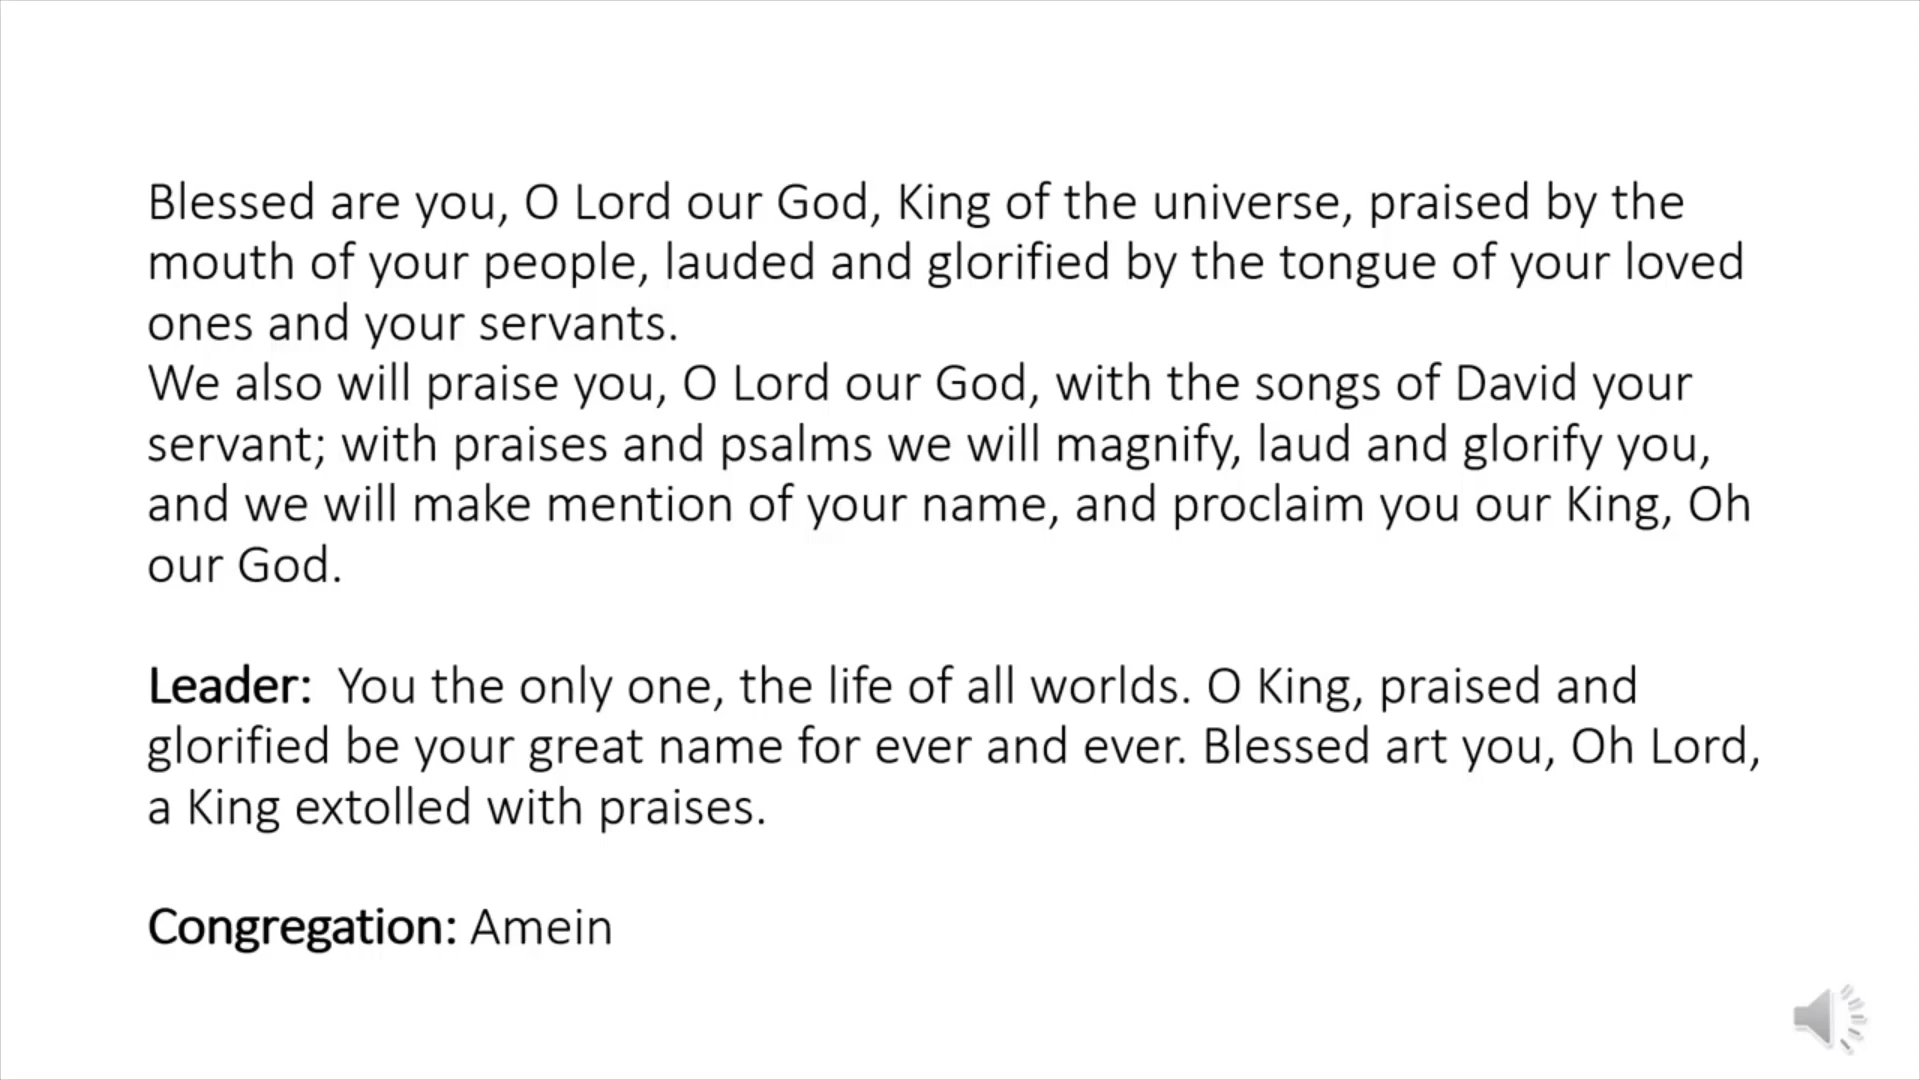 Blessed are you, O Lord our God, King of the universe, praised by the
mouth of your people, lauded and glorified by the tongue of your loved
ones and your servants.
We also will praise you, O Lord our God, with the songs of David your
servant; with praises and psalms we will magnify, laud and glorify you,
and we will make mention of your name, and proclaim you our King, Oh
our God.
Leader: You the only one, the life of all worlds. O King, praised and
glorified be your great name for ever and ever. Blessed art you, Oh Lord,
a King extolled with praises.
Congregation: Amein